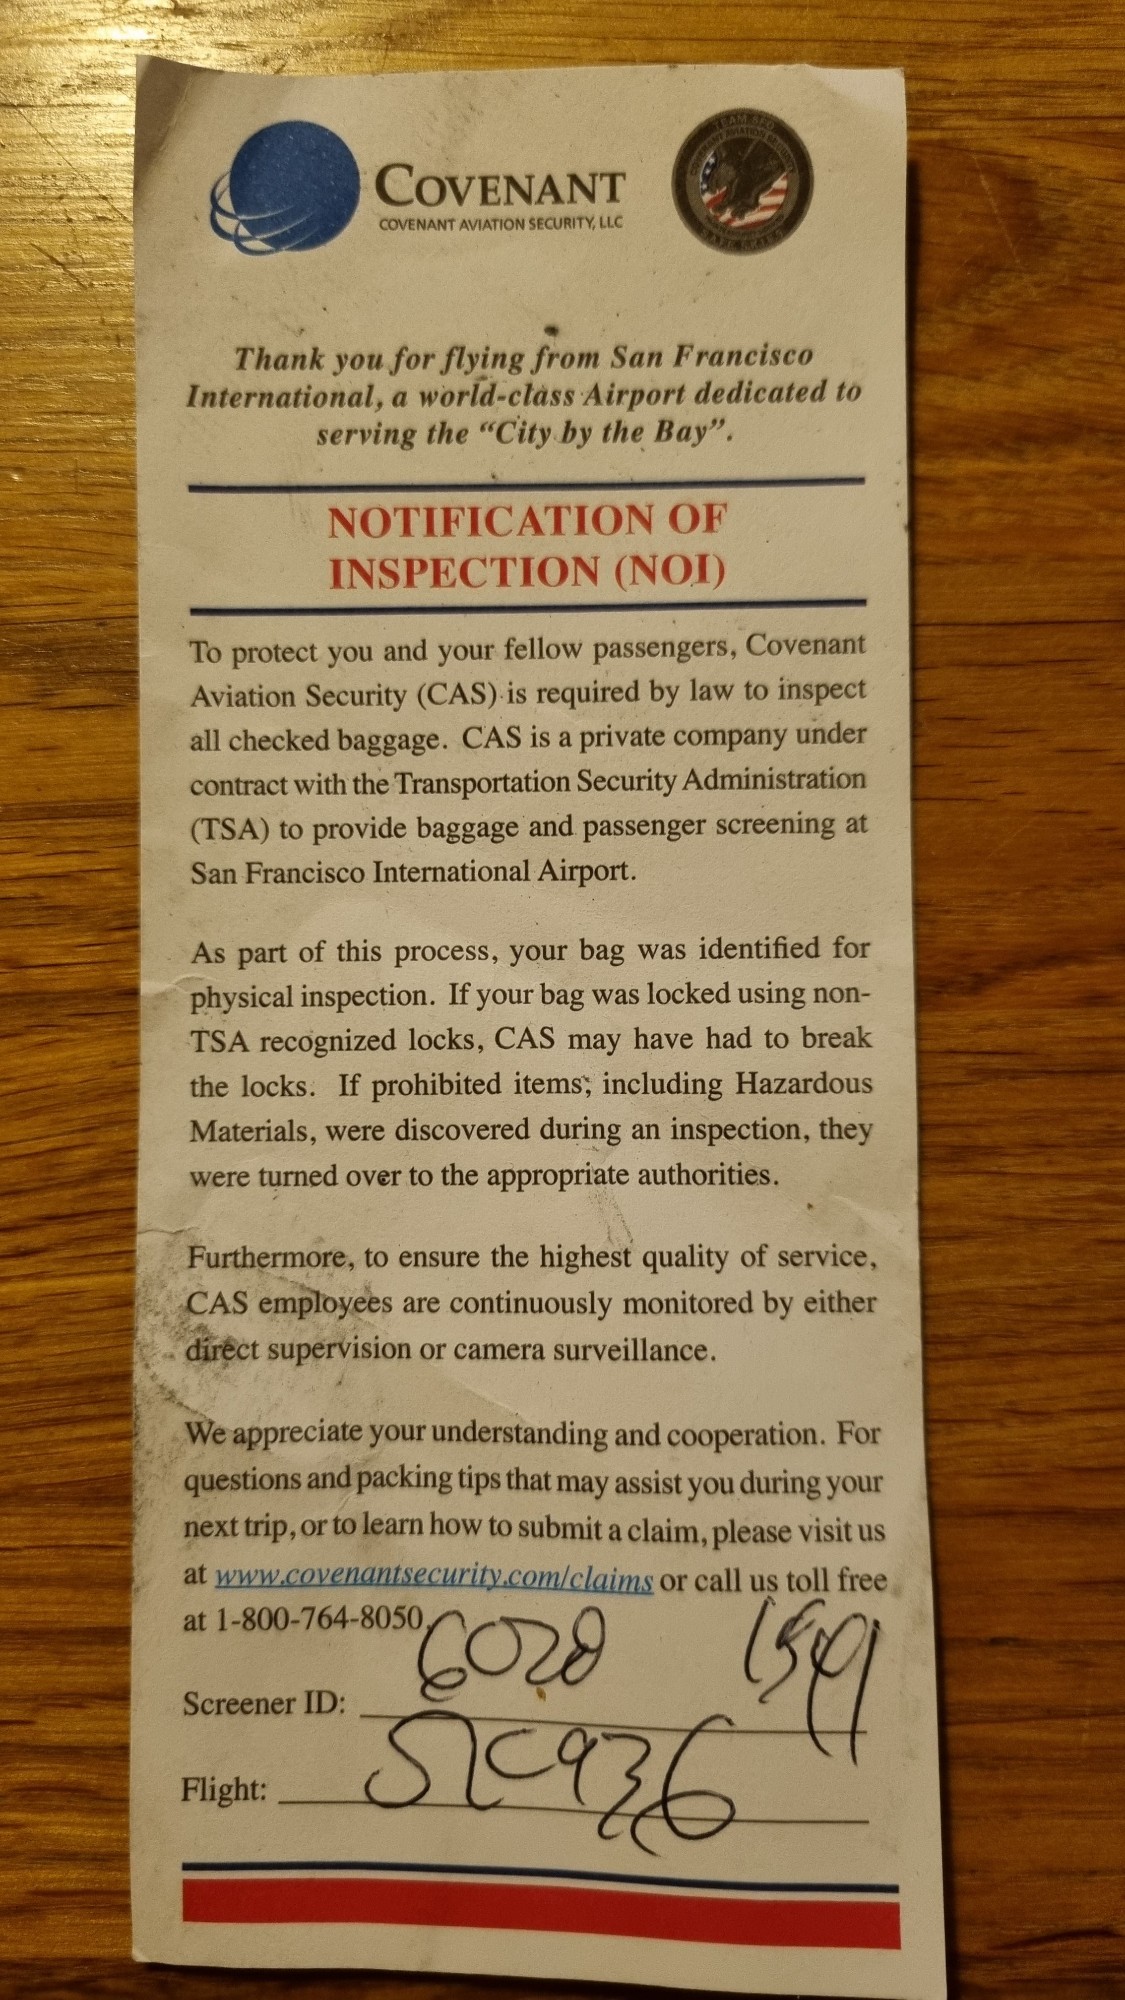 COVENANT
COVENANT AVIATION SECURITY, LLC
Thank you for flying from San Francisco
International, a world-class Airport dedicated to
serving the “City by the Bay”.
NOTIFICATION OF
INSPECTION (NOI)
To protect you and your fellow passengers, Covenant
Aviation Security (CAS) is required by law to inspect
all checked baggage. CAS is a private company under
contract with the Transportation Security Administration
(TSA) to provide baggage and passenger screening at
San Francisco International Airport.
As part of this process, your bag was identified for
physical inspection. If your bag was locked using non-
TSA recognized locks, CAS may have had to break
the locks. If prohibited items, including Hazardous
Materials, were discovered during an inspection, they
were turned over to the appropriate authorities.
Furthermore, to ensure the highest quality of service,
CAS employees are continuously monitored by either
direct supervision or camera surveillance.
We appreciate your understanding and cooperation. For
questions and packing tips that may assist you during your
next trip, or to learn how to submit a claim, please visit us
at www.covenantsecurity.com/claims or call us toll free
at 1-800-764-8050.
Screener ID: 6028
Flight: